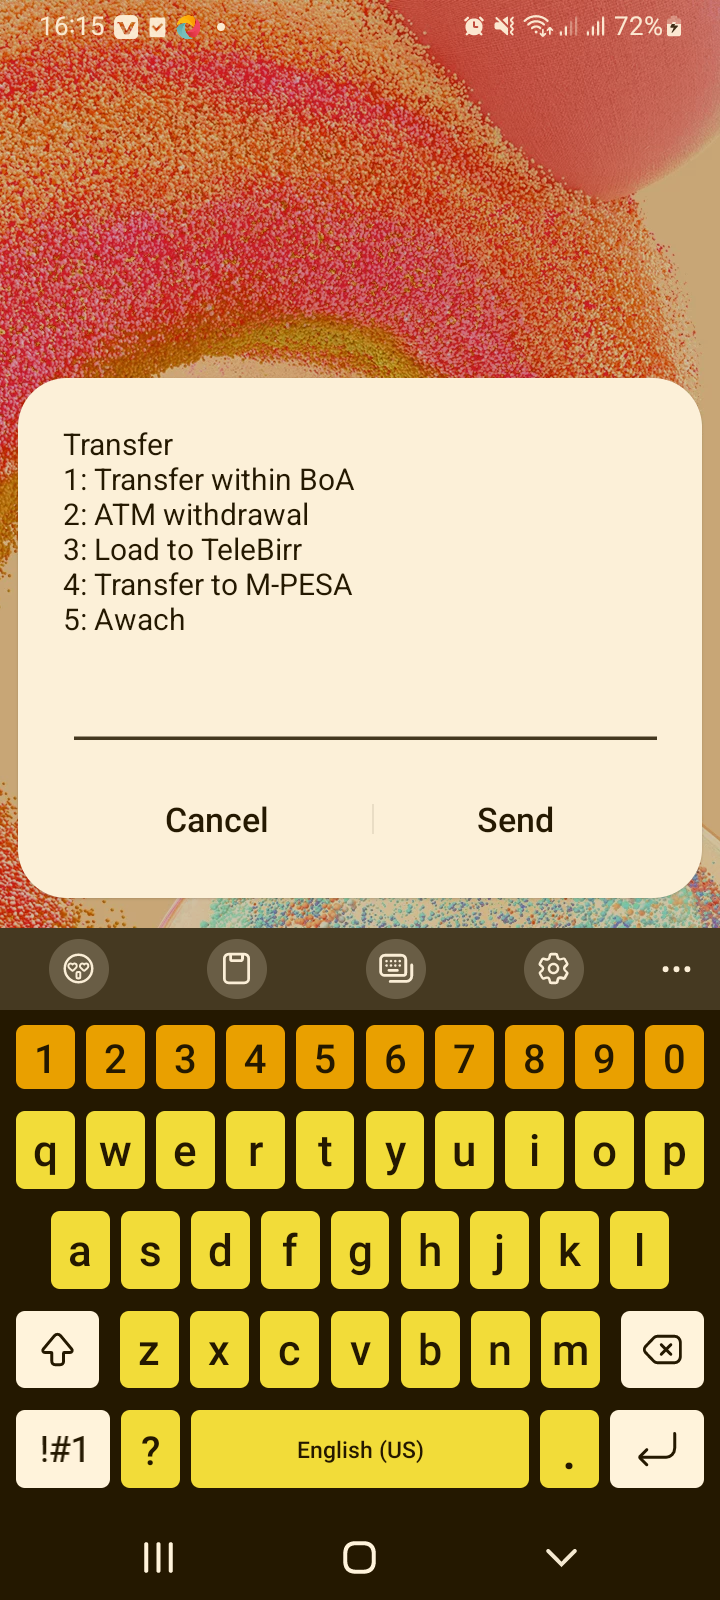 16:15 72%
Transfer
1: Transfer within BoA
2: ATM withdrawal
3: Load to TeleBirr
4: Transfer to M-PESA
5: Awach
Cancel Send
1 2 3 4 5 6 7 8 9 0
q w e r t y u i o p
a s d f g h j k l
z x c v b n m
!#1 ? English (US) .